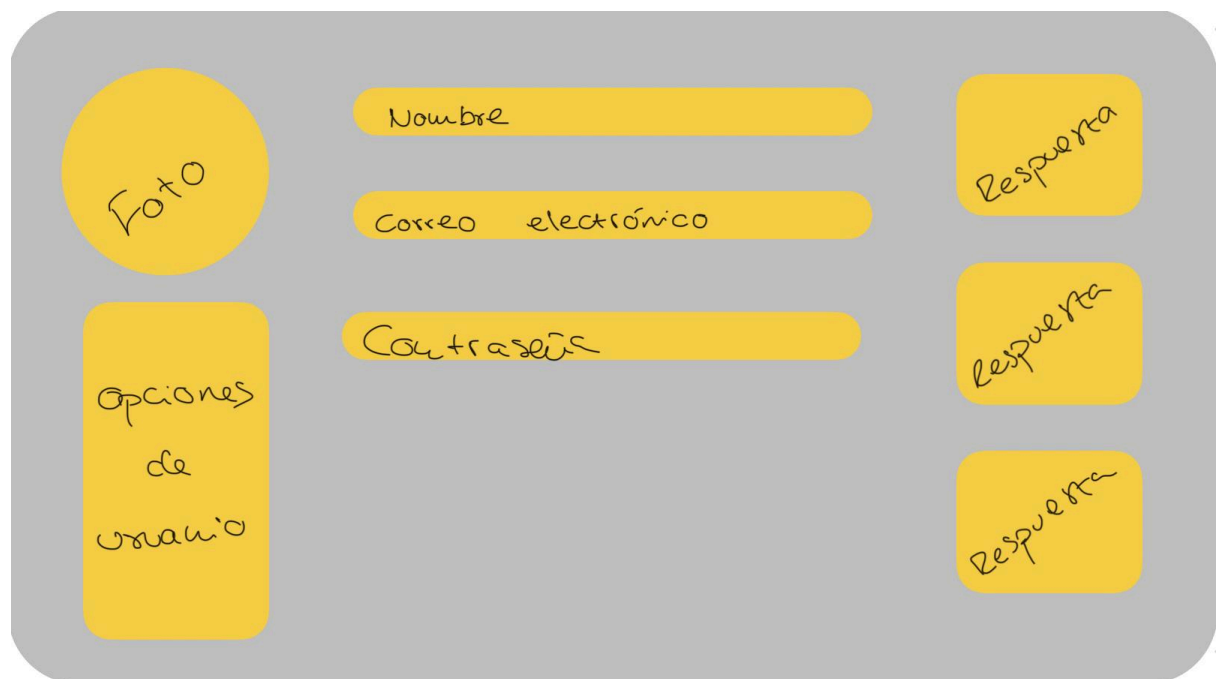 Foto
opciones
de
usuario
Nombre
Correo electrónico
Contraseña
Respuesta
Respuesta
Respuesta